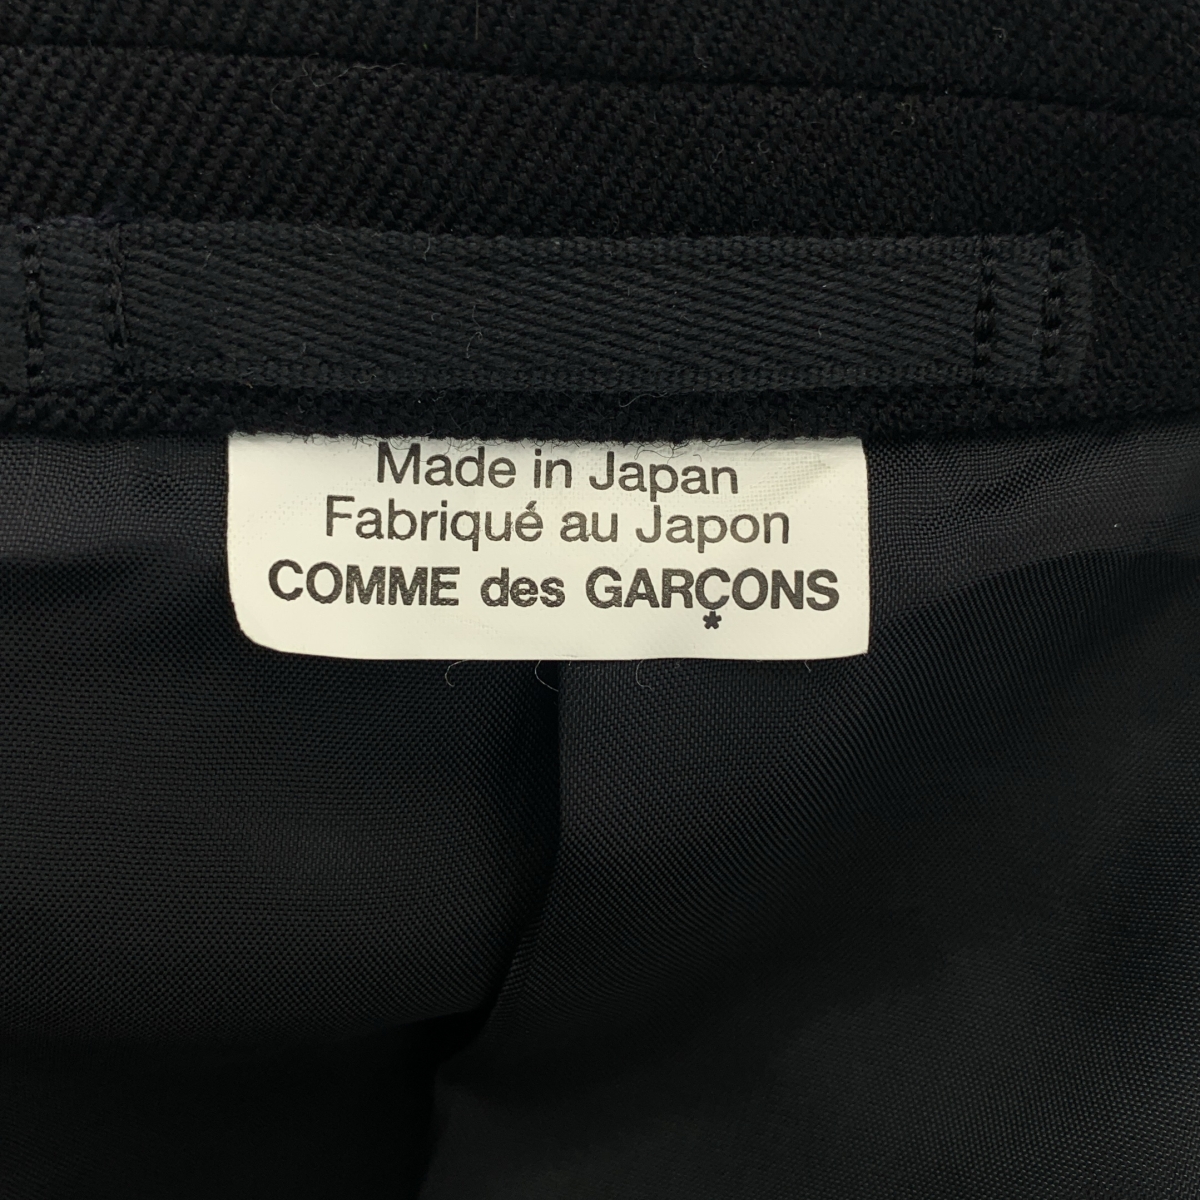 Made in Japan
Fabriqué au Japon
COMME des GARÇONS
*